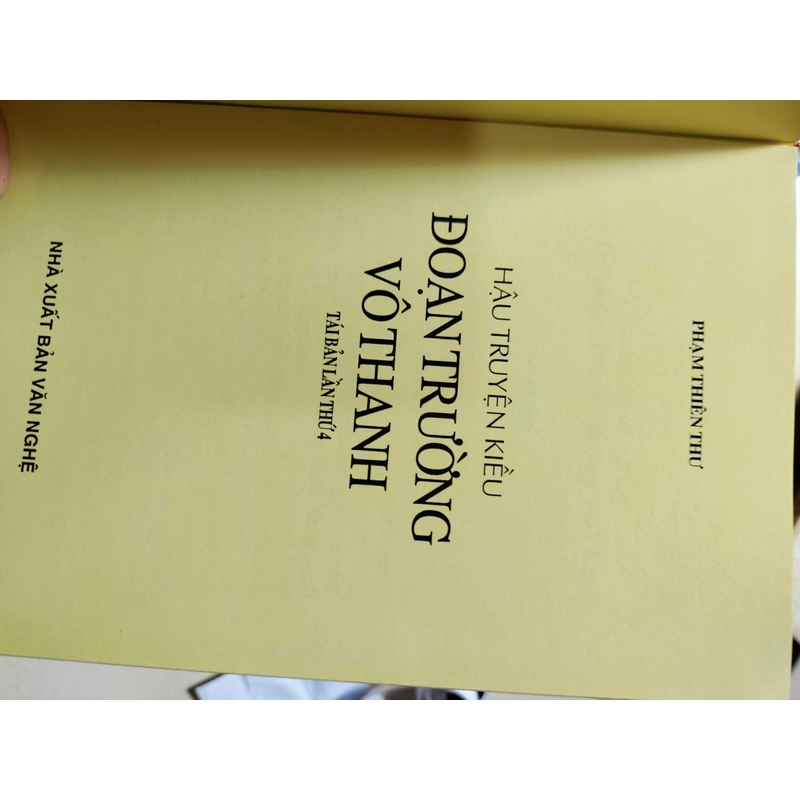 PHẠM THIÊN THƯ
HẬU TRUYỆN KIỀU
ĐOẠN TRƯỜNG
VÔ THANH
TÁI BẢN LẦN THỨ 4
NHÀ XUẤT BẢN VĂN NGHỆ